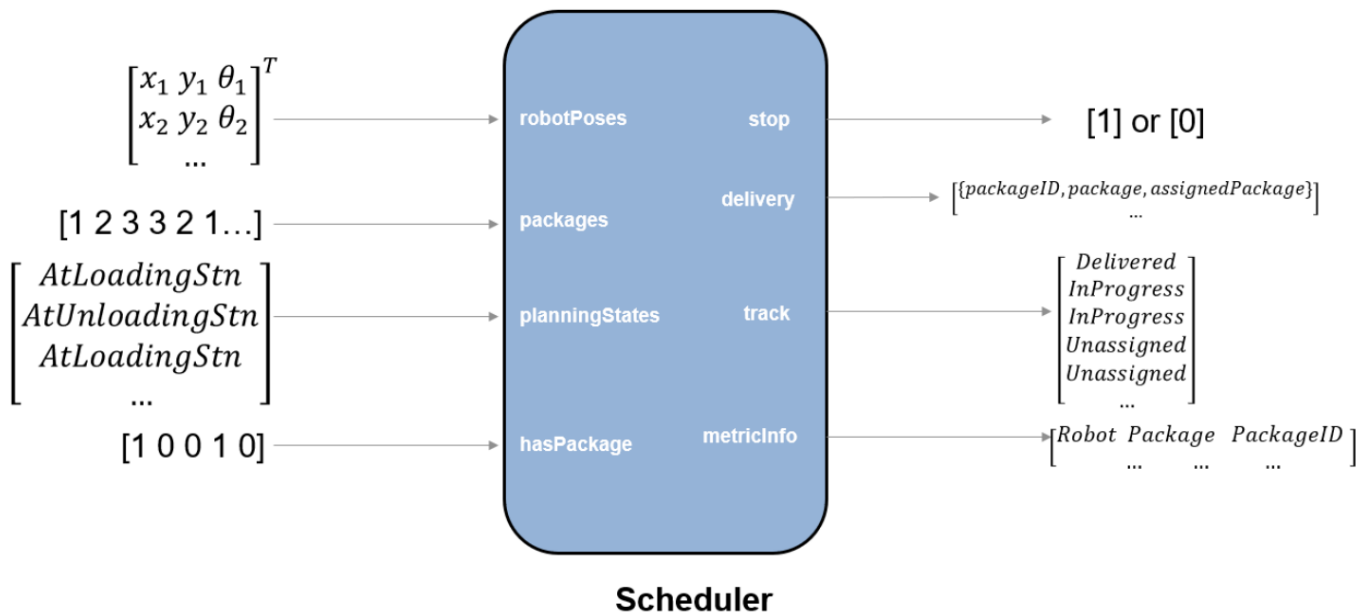 [x₁ y₁ θ₁
x₂ y₂ θ₂
...]ᵀ
robotPoses
stop
[1] or [0]
[1 2 3 3 2 1...]
packages
delivery
[{packageID, package, assignedPackage}
...]
[AtLoadingStn
AtUnloadingStn
AtLoadingStn
...]
planningStates
track
[Delivered
InProgress
InProgress
Unassigned
Unassigned
...]
[1 0 0 1 0]
hasPackage
metricInfo
[Robot Package PackageID
... ... ...]
Scheduler